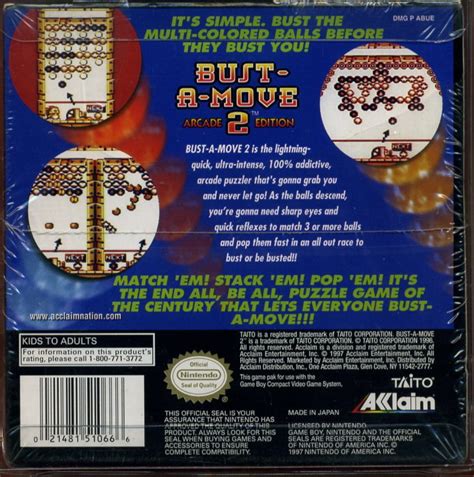 DMG P ABUE
IT'S SIMPLE. BUST THE
MULTI-COLORED BALLS BEFORE
THEY BUST YOU!
BUST-
A-MOVE
ARCADE 2™ EDITION
BUST-A-MOVE 2 is the lightning-
quick, ultra-intense, 100% addictive,
arcade puzzler that's gonna grab you
and never let go! As the balls descend,
you're gonna need sharp eyes and
quick reflexes to match 3 or more balls
and pop them fast in an all out race to
bust or be busted!!
NEXT
NEXT
NEXT
MATCH 'EM! STACK 'EM! POP 'EM! IT'S
THE END ALL, BE ALL, PUZZLE GAME OF
THE CENTURY THAT LETS EVERYONE BUST-
A-MOVE!!!
www.acclaimnation.com
TAITO is a registered trademark of TAITO CORPORATION. BUST-A-MOVE
2™ is a trademark of TAITO CORPORATION. © TAITO CORPORATION 1996.
All rights reserved. Acclaim is a division of
Acclaim Entertainment, Inc. ® & © 1997 Acclaim Entertainment, Inc. All
Rights Reserved. Marketed by Acclaim Entertainment, Inc. Distributed by
Acclaim Distribution, Inc., One Acclaim Plaza, Glen Cove, NY 11542-2777.
KIDS TO ADULTS
For information on this product's
rating, please call 1-800-771-3772
Official
Nintendo
Seal of Quality
This game pak for use with the
Game Boy Compact Video Game System.
TAITO
AKClaim
MADE IN JAPAN
THIS OFFICIAL SEAL IS YOUR
ASSURANCE THAT NINTENDO HAS
APPROVED THE QUALITY OF THIS
PRODUCT. ALWAYS LOOK FOR THIS
SEAL WHEN BUYING GAMES AND
ACCESSORIES TO ENSURE
COMPLETE COMPATIBILITY.
LICENSED BY NINTENDO.
NINTENDO, GAME BOY AND THE
OFFICIAL SEALS ARE REGISTERED
TRADEMARKS OF
NINTENDO OF AMERICA INC.
©1997 NINTENDO OF AMERICA INC.
0 21481 51066 6